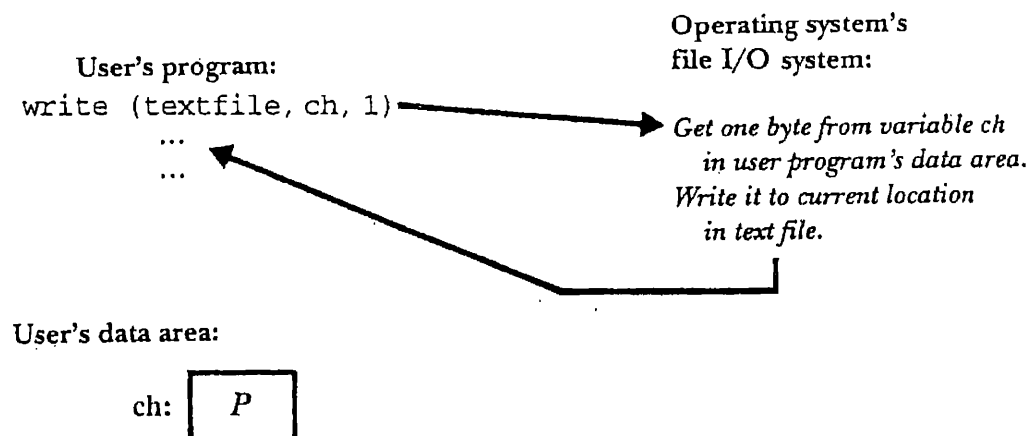 Operating system's
file I/O system:
User's program:
write (textfile, ch, 1)
...
...
Get one byte from variable ch
in user program's data area.
Write it to current location
in text file.
User's data area:
ch: P